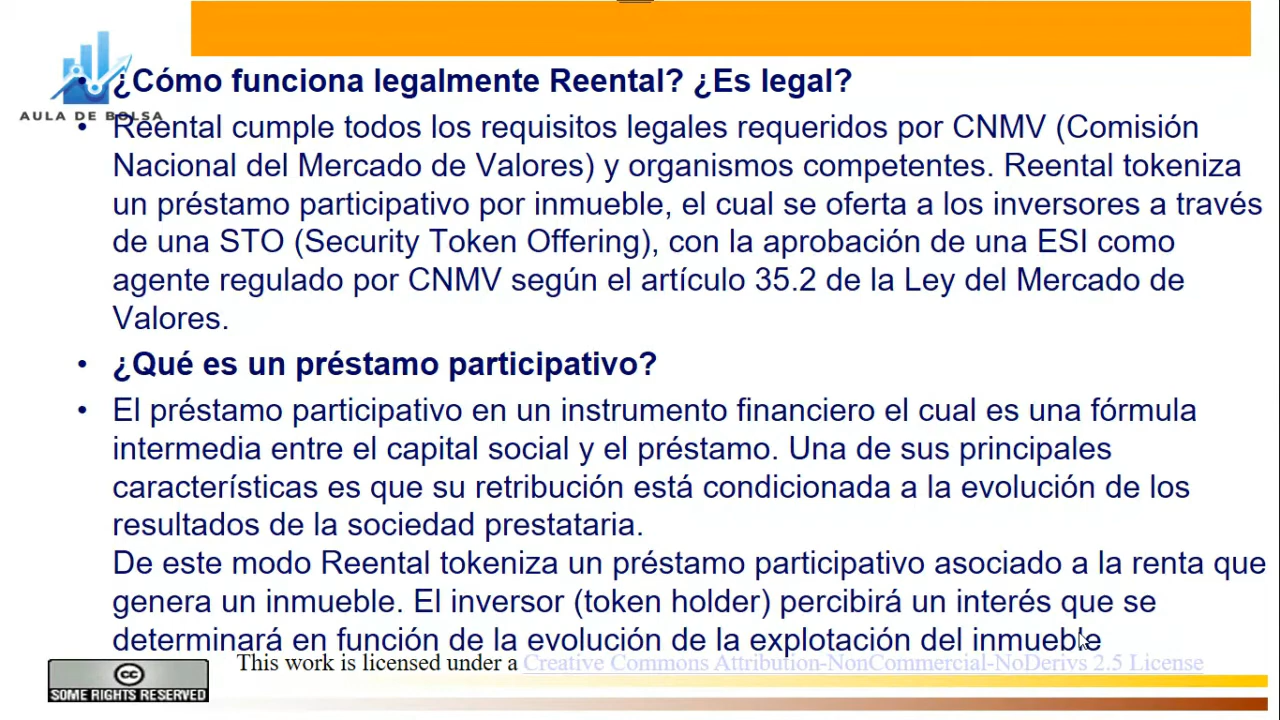 ¿Cómo funciona legalmente Reental? ¿Es legal?
AULA DE BOLSA
• Reental cumple todos los requisitos legales requeridos por CNMV (Comisión
Nacional del Mercado de Valores) y organismos competentes. Reental tokeniza
un préstamo participativo por inmueble, el cual se oferta a los inversores a través
de una STO (Security Token Offering), con la aprobación de una ESI como
agente regulado por CNMV según el artículo 35.2 de la Ley del Mercado de
Valores.
• ¿Qué es un préstamo participativo?
• El préstamo participativo en un instrumento financiero el cual es una fórmula
intermedia entre el capital social y el préstamo. Una de sus principales
características es que su retribución está condicionada a la evolución de los
resultados de la sociedad prestataria.
De este modo Reental tokeniza un préstamo participativo asociado a la renta que
genera un inmueble. El inversor (token holder) percibirá un interés que se
determinará en función de la evolución de la explotación del inmueble
This work is licensed under a Creative Commons Attribution-NonCommercial-NoDerivs 2.5 License
cc
SOME RIGHTS RESERVED